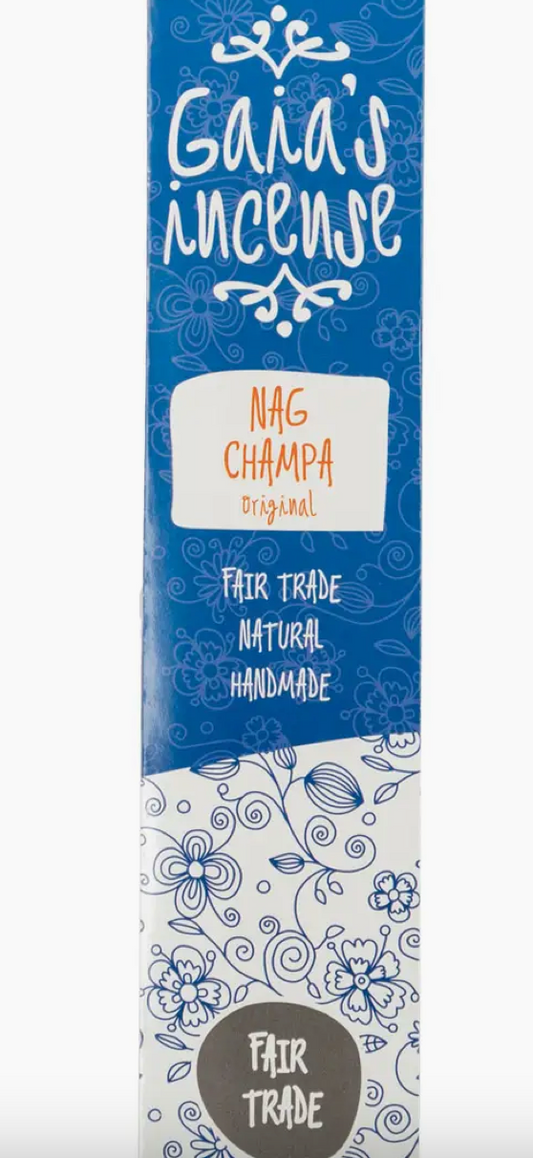 Gaia's
incense
NAG
CHAMPA
original
FAIR TRADE
NATURAL
HANDMADE
FAIR
TRADE